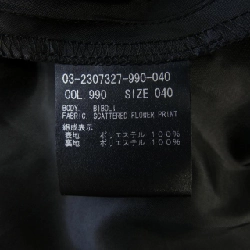 03-2307327-990-040
COL 990 SIZE 040
BODY. BIBOLI
FABRIC. SCATTERED FLOWER PRINT
組成表示
表地 ポリエステル 100%
裏地 ポリエステル 100%